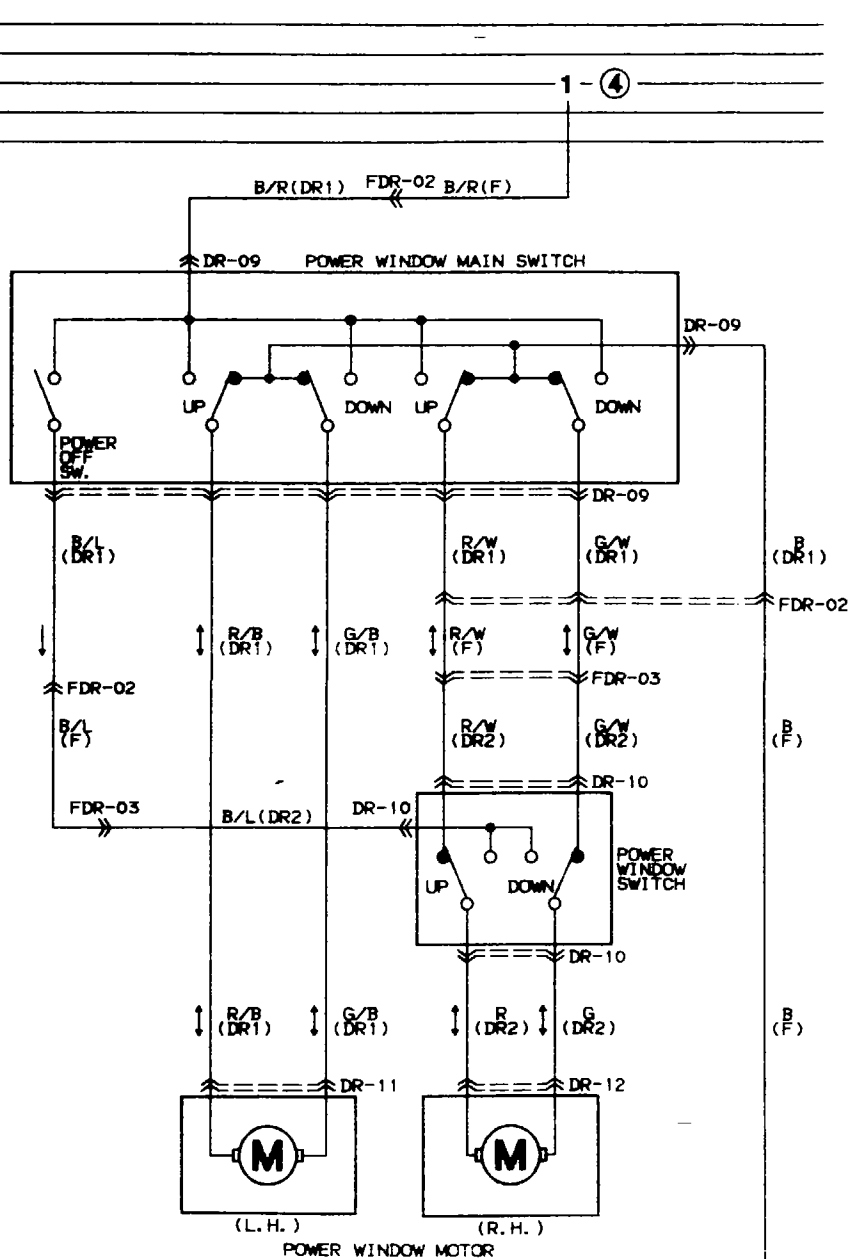 1 - ④
B/R(DR1) FDR-02 B/R(F)
DR-09 POWER WINDOW MAIN SWITCH
DR-09
UP DOWN UP DOWN
POWER
OFF
SW.
DR-09
B/L
(DR1)
R/W
(DR1)
G/W
(DR1)
B
(DR1)
FDR-02
R/B
(DR1)
G/B
(DR1)
R/W
(F)
G/W
(F)
FDR-03
FDR-02
B/L
(F)
R/W
(DR2)
G/W
(DR2)
B
(F)
DR-10
FDR-03
B/L(DR2)
DR-10
UP DOWN
POWER
WINDOW
SWITCH
DR-10
R/B
(DR1)
G/B
(DR1)
R
(DR2)
G
(DR2)
B
(F)
DR-11
DR-12
M
M
(L.H.)
(R.H.)
POWER WINDOW MOTOR